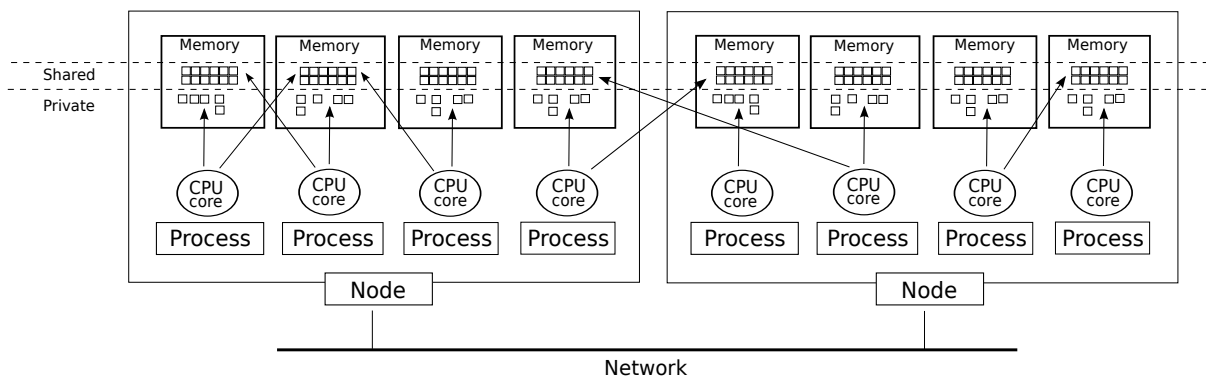 Memory Memory Memory Memory Memory Memory Memory Memory
Shared
Private
CPU core CPU core CPU core CPU core CPU core CPU core CPU core CPU core
Process Process Process Process Process Process Process Process
Node Node
Network